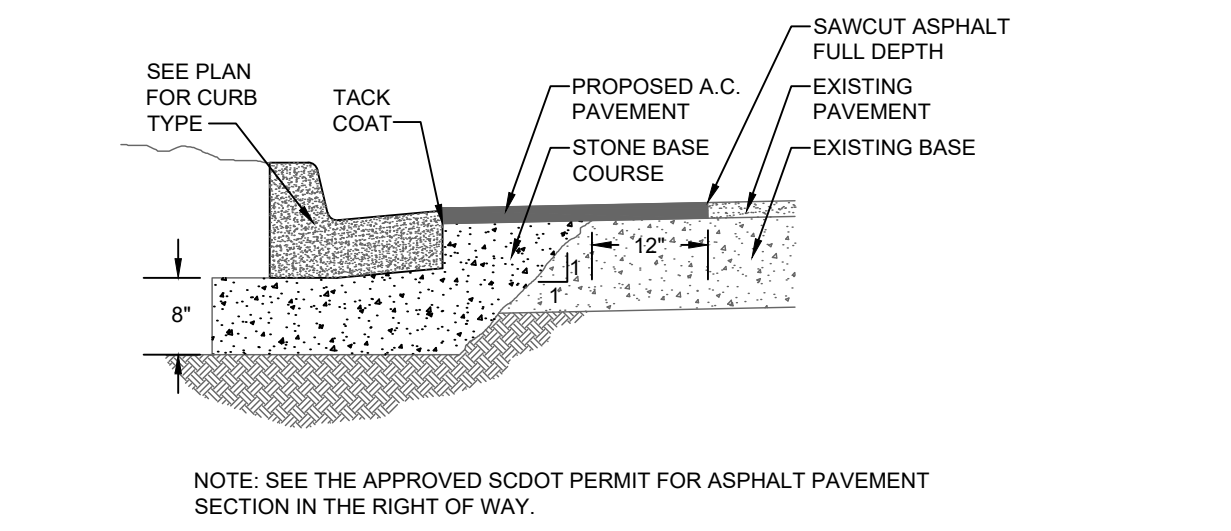 SAWCUT ASPHALT
FULL DEPTH
SEE PLAN
FOR CURB
TYPE
TACK
COAT
PROPOSED A.C.
PAVEMENT
EXISTING
PAVEMENT
STONE BASE
COURSE
EXISTING BASE
12"
1
1
8"
NOTE: SEE THE APPROVED SCDOT PERMIT FOR ASPHALT PAVEMENT
SECTION IN THE RIGHT OF WAY.